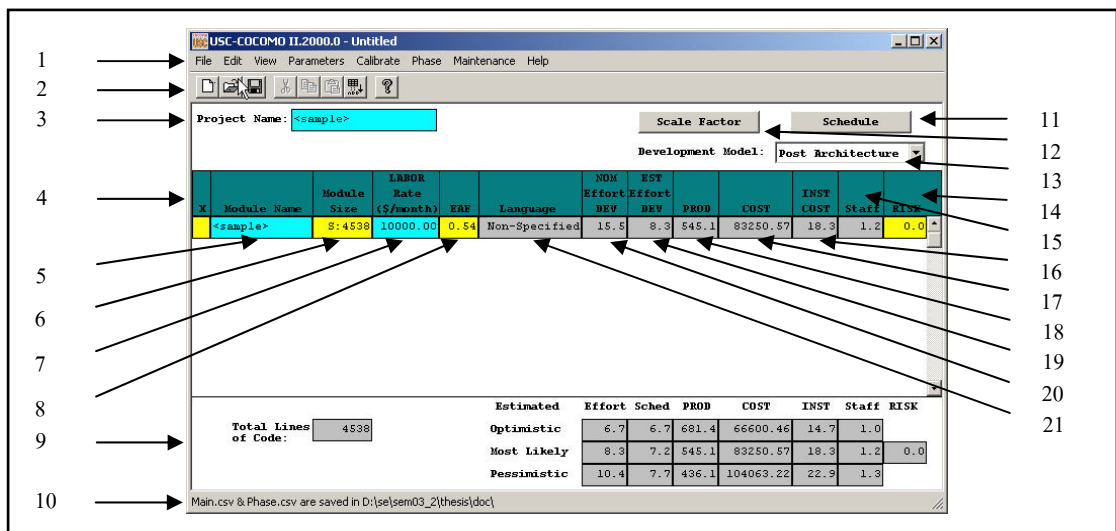 USC-COCOMO II.2000.0 - Untitled
1
File Edit View Parameters Calibrate Phase Maintenance Help
2
3
Project Name: <sample>
Scale Factor Schedule
11
12
Development Model: Post Architecture
13
4
X Module Name Module Size LABOR Rate ($/month) EAF Language NOM Effort DEV EST Effort DEV PROD COST INST COST Staff RISK
14
<sample> S:4538 10000.00 0.54 Non-Specified 15.5 8.3 545.1 83250.57 18.3 1.2 0.0
15
5
16
6
17
18
7
19
20
8
21
Estimated Effort Sched PROD COST INST Staff RISK
9
Total Lines of Code: 4538
Optimistic 6.7 6.7 681.4 66600.46 14.7 1.0
Most Likely 8.3 7.2 545.1 83250.57 18.3 1.2 0.0
Pessimistic 10.4 7.7 436.1 104063.22 22.9 1.3
10
Main.csv & Phase.csv are saved in D:\se\sem03_2\thesis\doc\